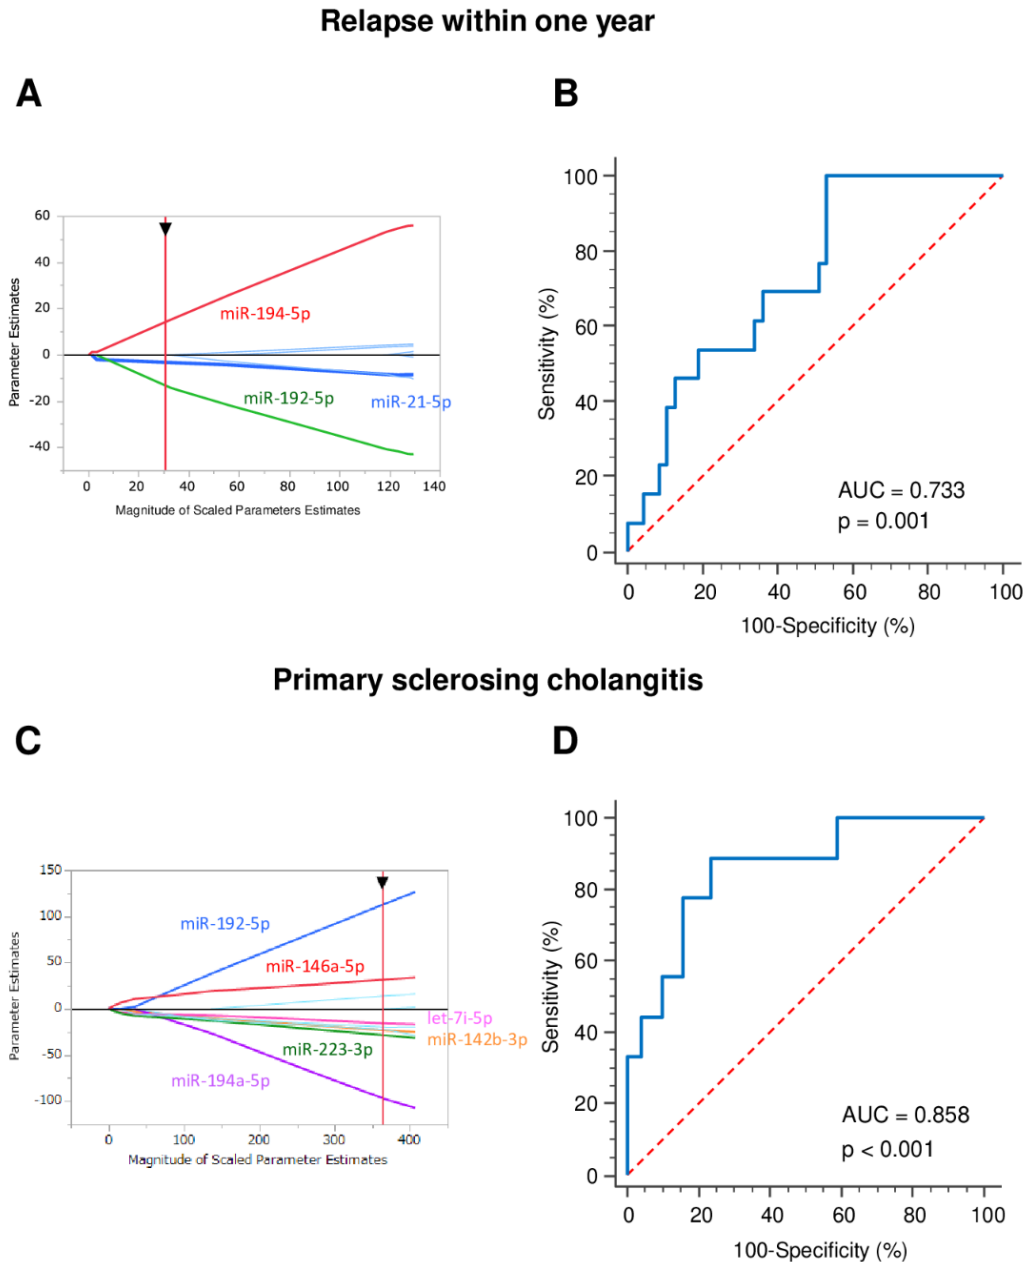 Relapse within one year
A
B
60
40
20
0
-20
-40
Parameter Estimates
miR-194-5p
miR-192-5p
miR-21-5p
0 20 40 60 80 100 120 140
Magnitude of Scaled Parameters Estimates
100
80
60
40
20
0
Sensitivity (%)
AUC = 0.733
p = 0.001
0 20 40 60 80 100
100-Specificity (%)
Primary sclerosing cholangitis
C
D
150
100
50
0
-50
-100
Parameter Estimates
miR-192-5p
miR-146a-5p
let-7i-5p
miR-142b-3p
miR-223-3p
miR-194a-5p
0 100 200 300 400
Magnitude of Scaled Parameter Estimates
100
80
60
40
20
0
Sensitivity (%)
AUC = 0.858
p < 0.001
0 20 40 60 80 100
100-Specificity (%)